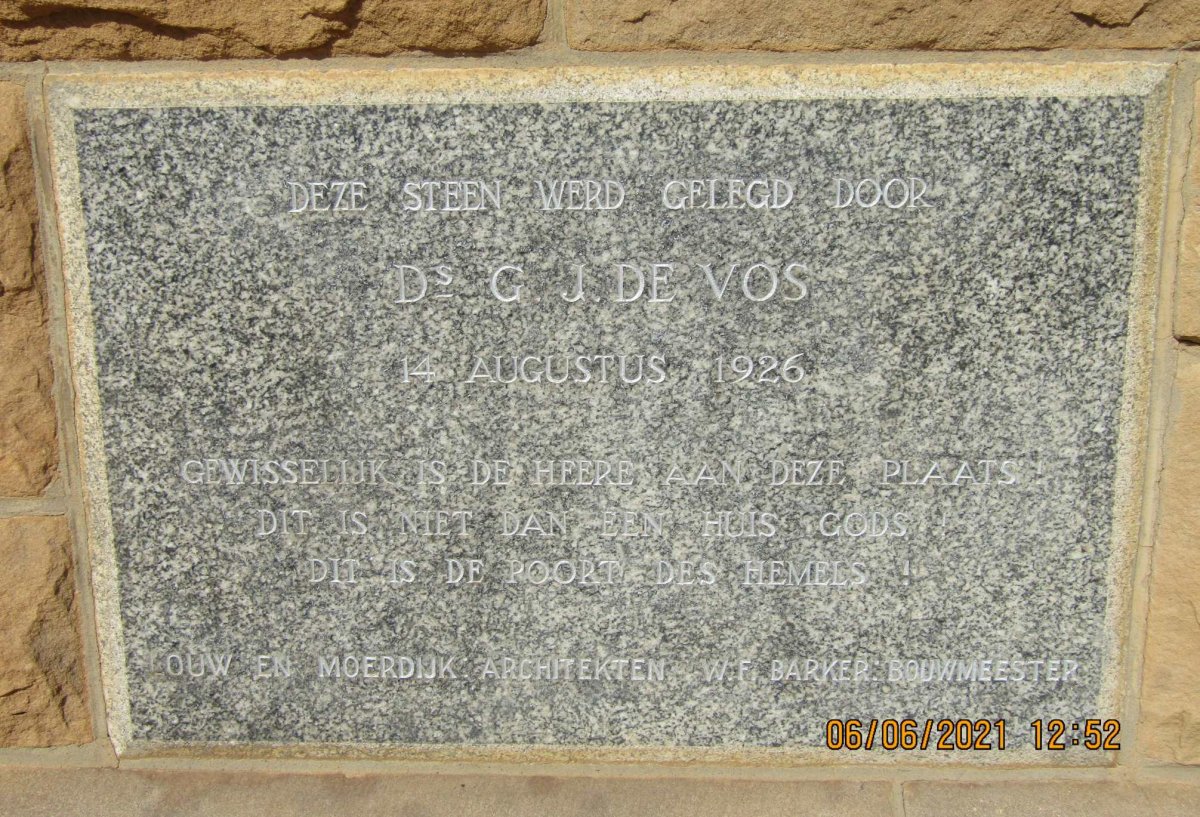 DEZE STEEN WERD GELEGD DOOR
Ds G. J. DE VOS
14 AUGUSTUS 1926
GEWISSELIJK IS DE HEERE AAN DEZE PLAATS !
DIT IS NIET DAN EEN HUIS GODS !
DIT IS DE POORT DES HEMELS !
LOUW EN MOERDIJK: ARCHITEKTEN W.F. BARKER: BOUWMEESTER
06/06/2021 12:52